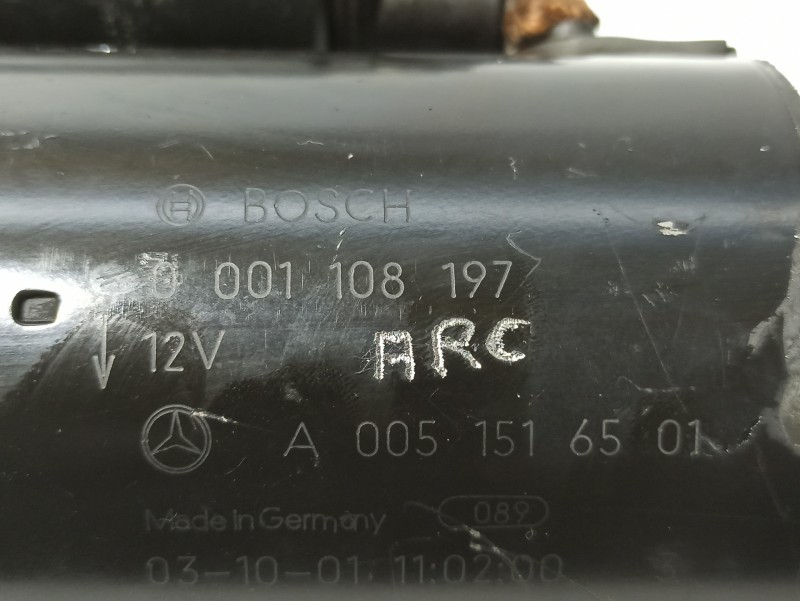 BOSCH
0 001 108 197
12V ARC
A 005 151 65 01
Made in Germany 089
03-10-01 11:02:00